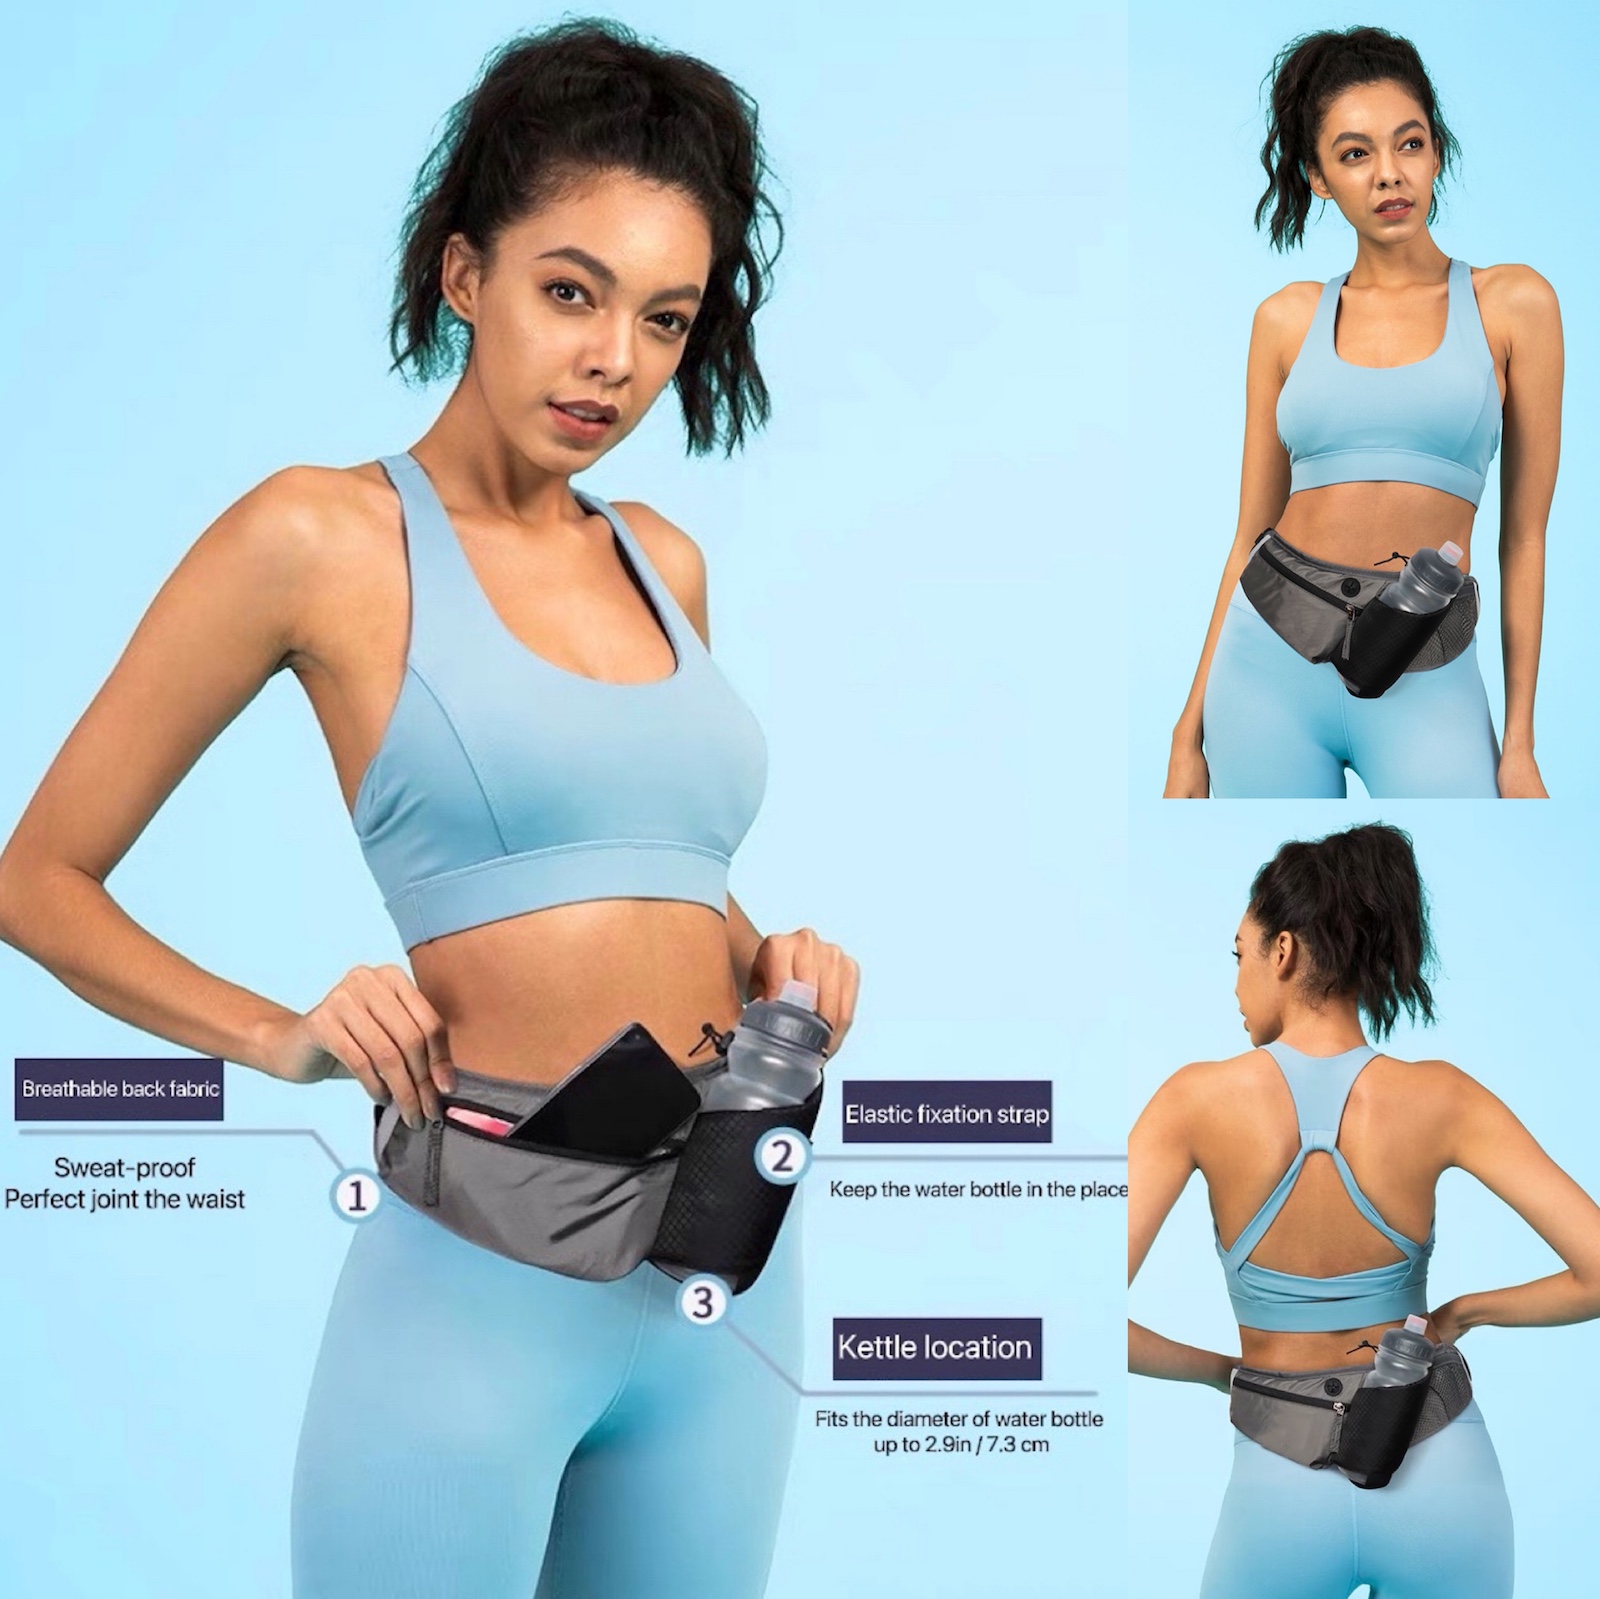 Breathable back fabric
Sweat-proof
Perfect joint the waist
1
Elastic fixation strap
2
Keep the water bottle in the place
3
Kettle location
Fits the diameter of water bottle
up to 2.9in / 7.3 cm